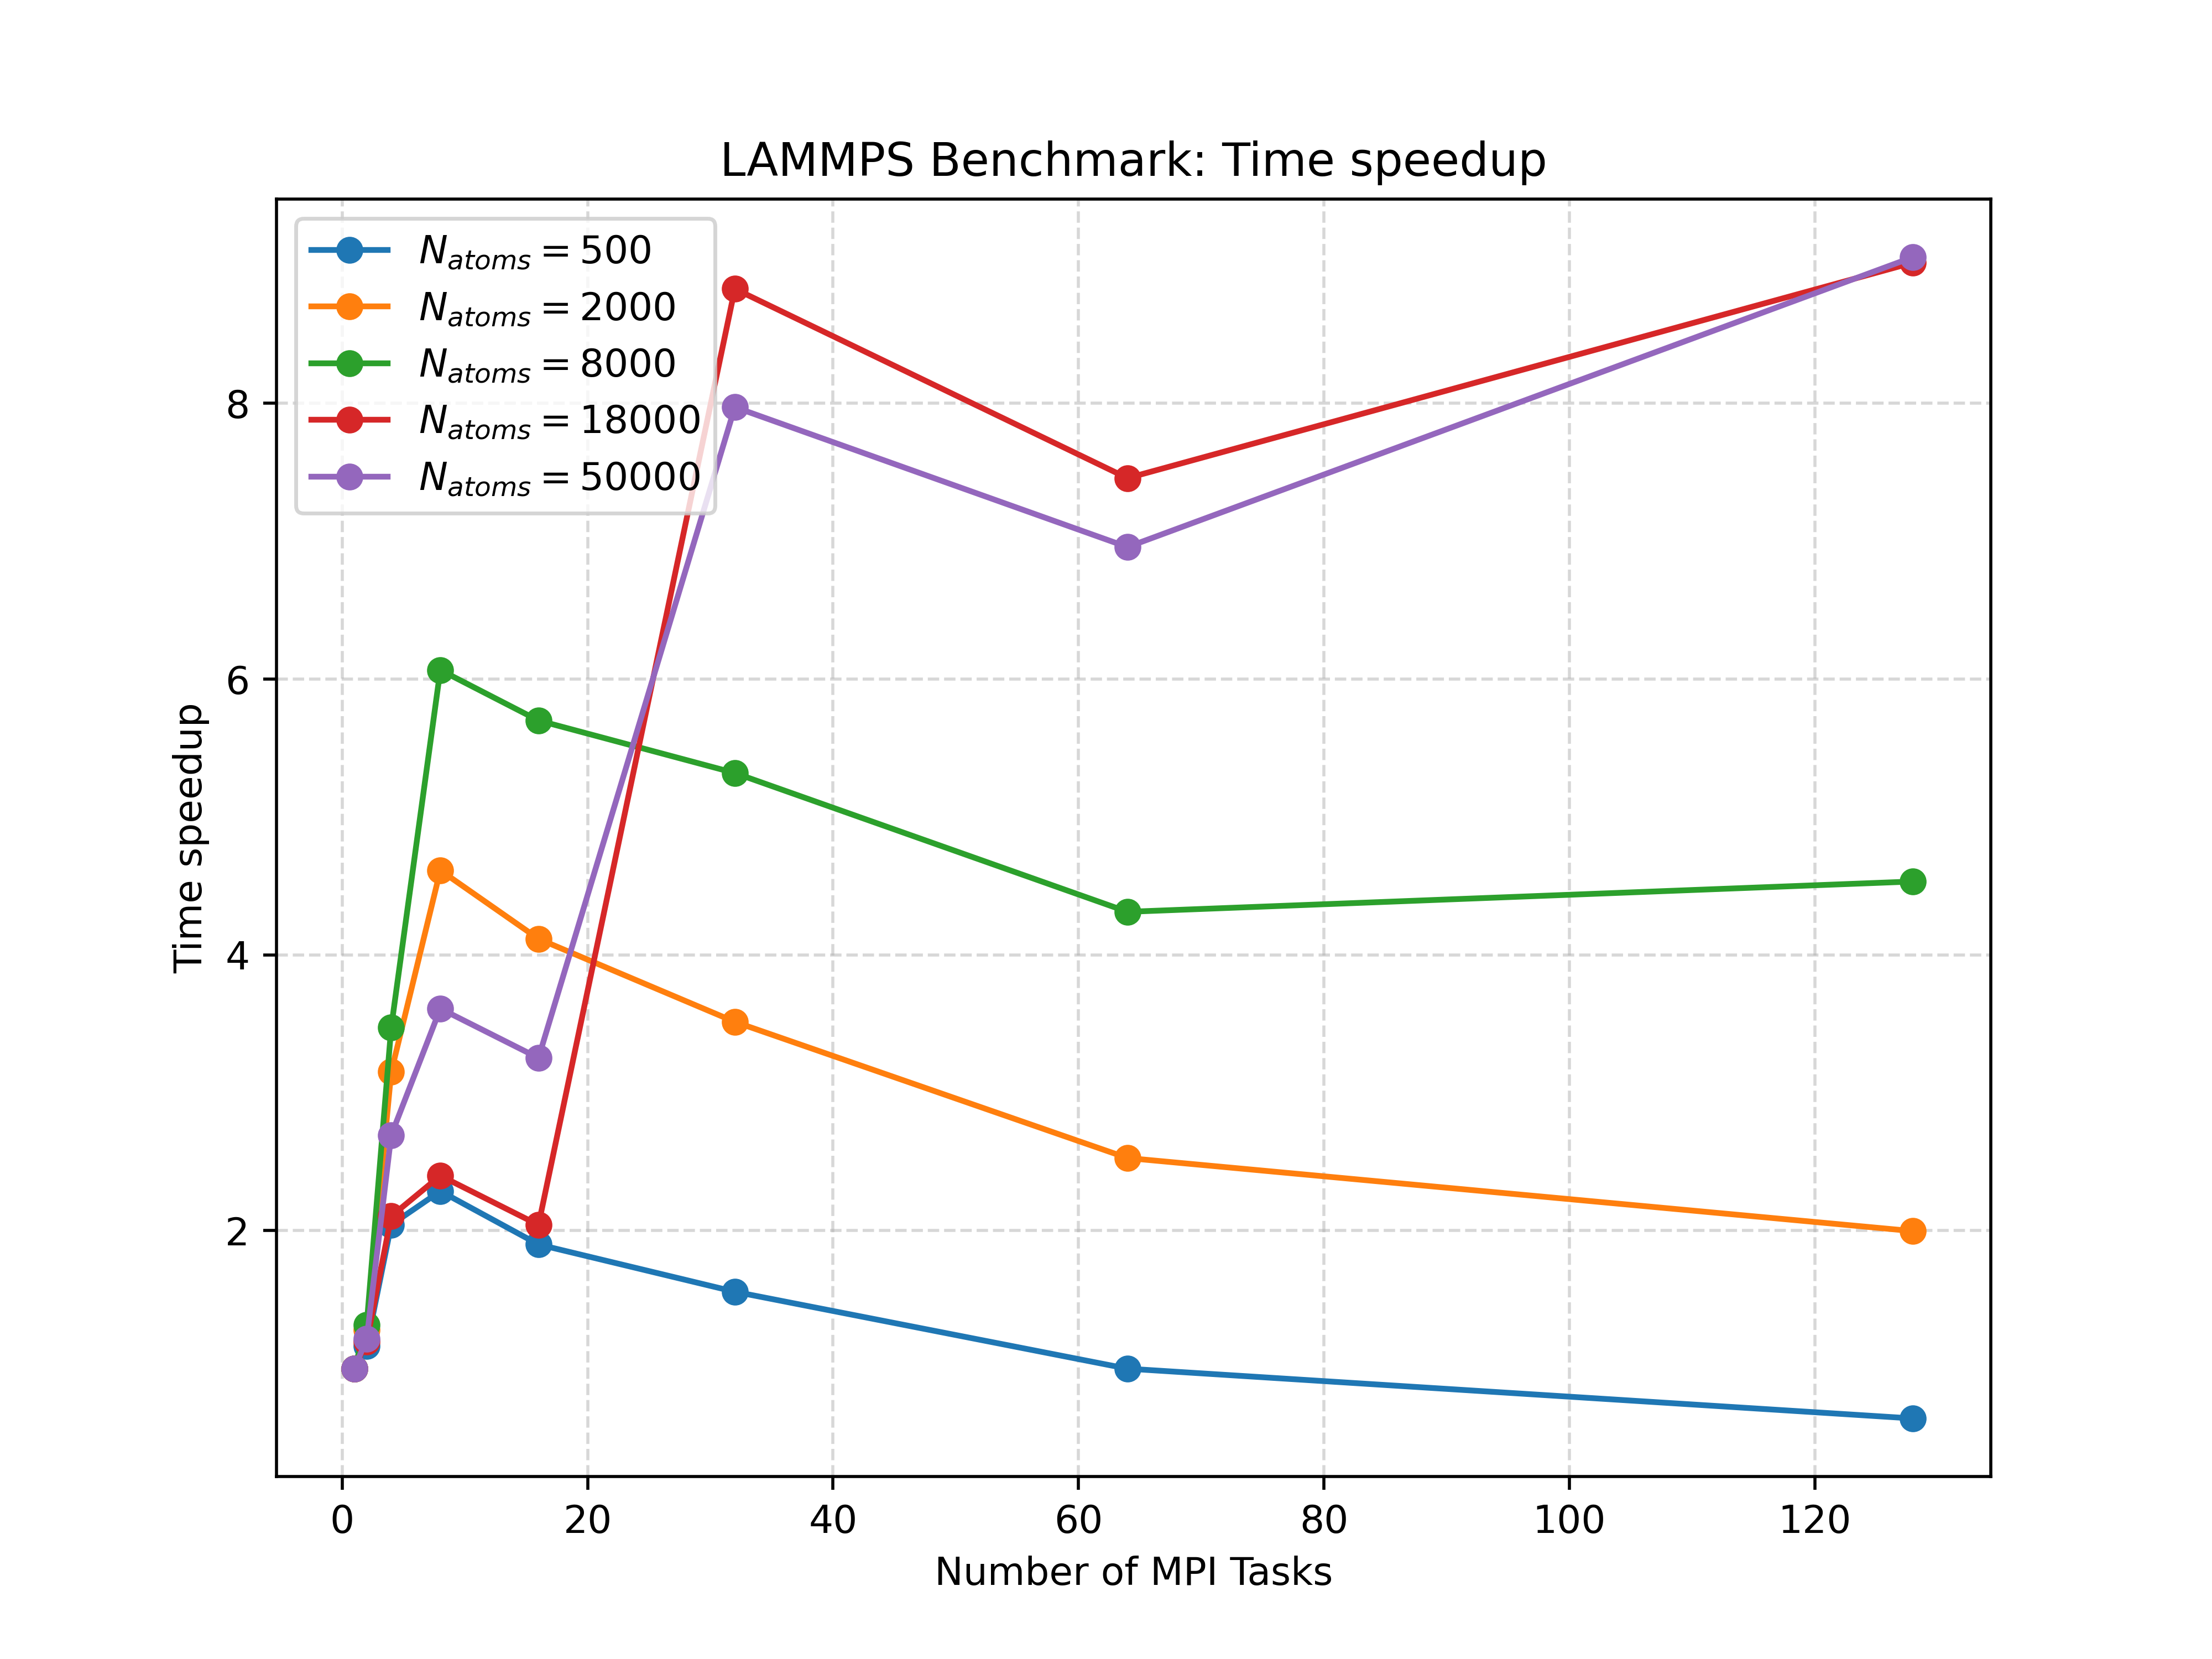 LAMMPS Benchmark: Time speedup
N_atoms = 500
N_atoms = 2000
N_atoms = 8000
N_atoms = 18000
N_atoms = 50000
8
6
4
2
Time speedup
0 20 40 60 80 100 120
Number of MPI Tasks